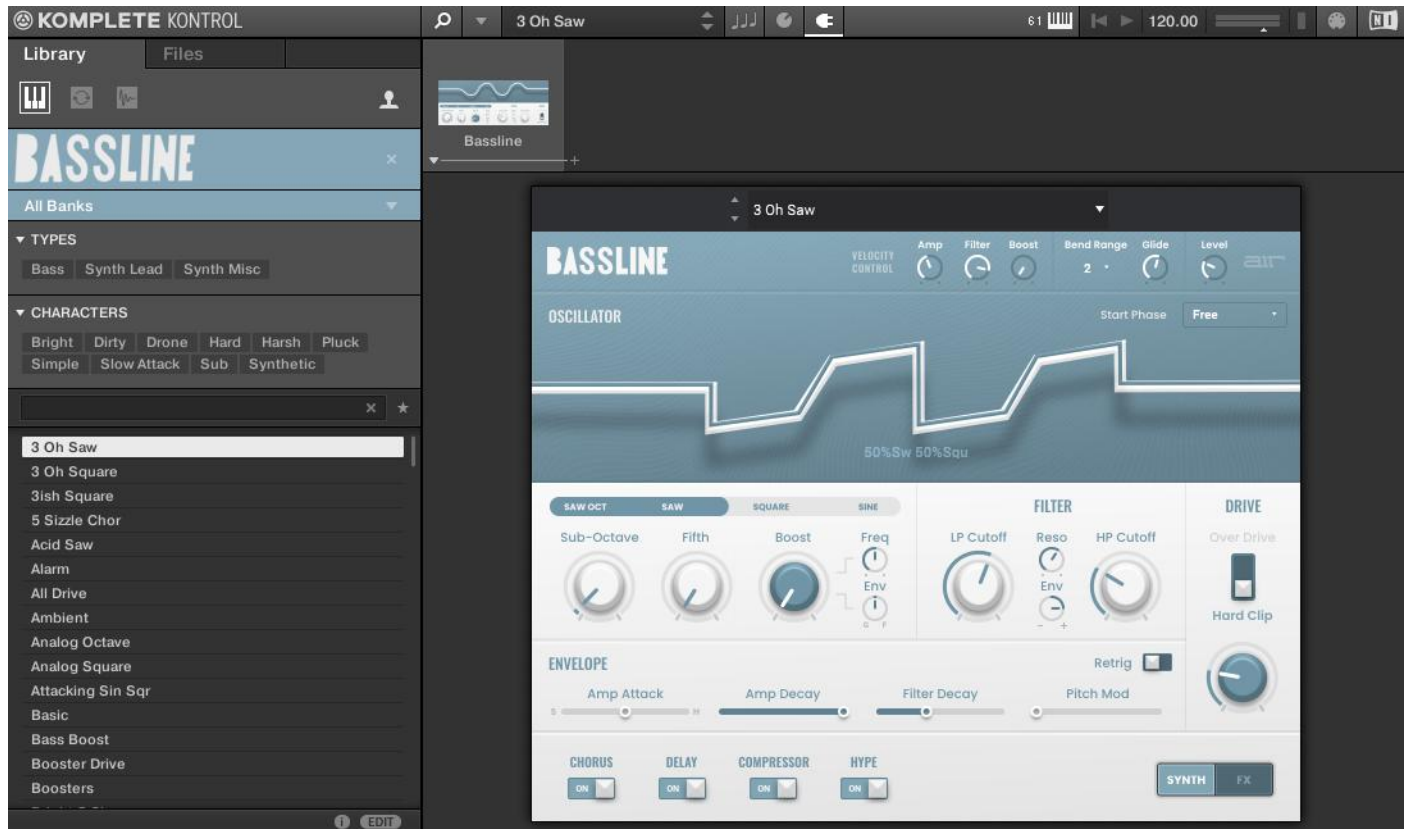 KOMPLETE KONTROL
3 Oh Saw
61
120.00
NI
Library
Files
BASSLINE
All Banks
TYPES
Bass Synth Lead Synth Misc
CHARACTERS
Bright Dirty Drone Hard Harsh Pluck
Simple Slow Attack Sub Synthetic
3 Oh Saw
3 Oh Square
3ish Square
5 Sizzle Chor
Acid Saw
Alarm
All Drive
Ambient
Analog Octave
Analog Square
Attacking Sin Sqr
Basic
Bass Boost
Booster Drive
Boosters
EDIT
Bassline
3 Oh Saw
BASSLINE
VELOCITY
CONTROL
Amp Filter Boost
Bend Range Glide
Level
2
air
OSCILLATOR
Start Phase Free
50%Sw 50%Squ
SAW OCT SAW SQUARE SINE
Sub-Octave Fifth Boost Freq
Env
G F
FILTER
LP Cutoff Reso HP Cutoff
Env
- +
DRIVE
Over Drive
Hard Clip
ENVELOPE
Retrig
Amp Attack Amp Decay Filter Decay Pitch Mod
S H
CHORUS DELAY COMPRESSOR HYPE
ON ON ON ON
SYNTH FX